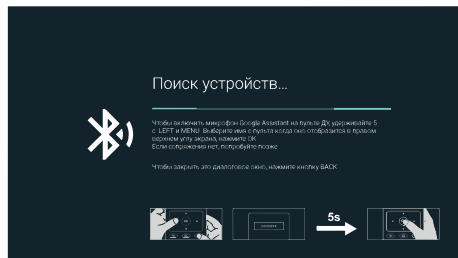 Поиск устройств...
Чтобы включить микрофон Google Assistant на пульте ДУ, удерживайте 5
с LEFT и MENU. Выберите имя с пульта когда оно отобразится в правом
верхнем углу экрана, нажмите OK
Если сопряжения нет, попробуйте позже
Чтобы закрыть это диалоговое окно, нажмите кнопку BACK
5s